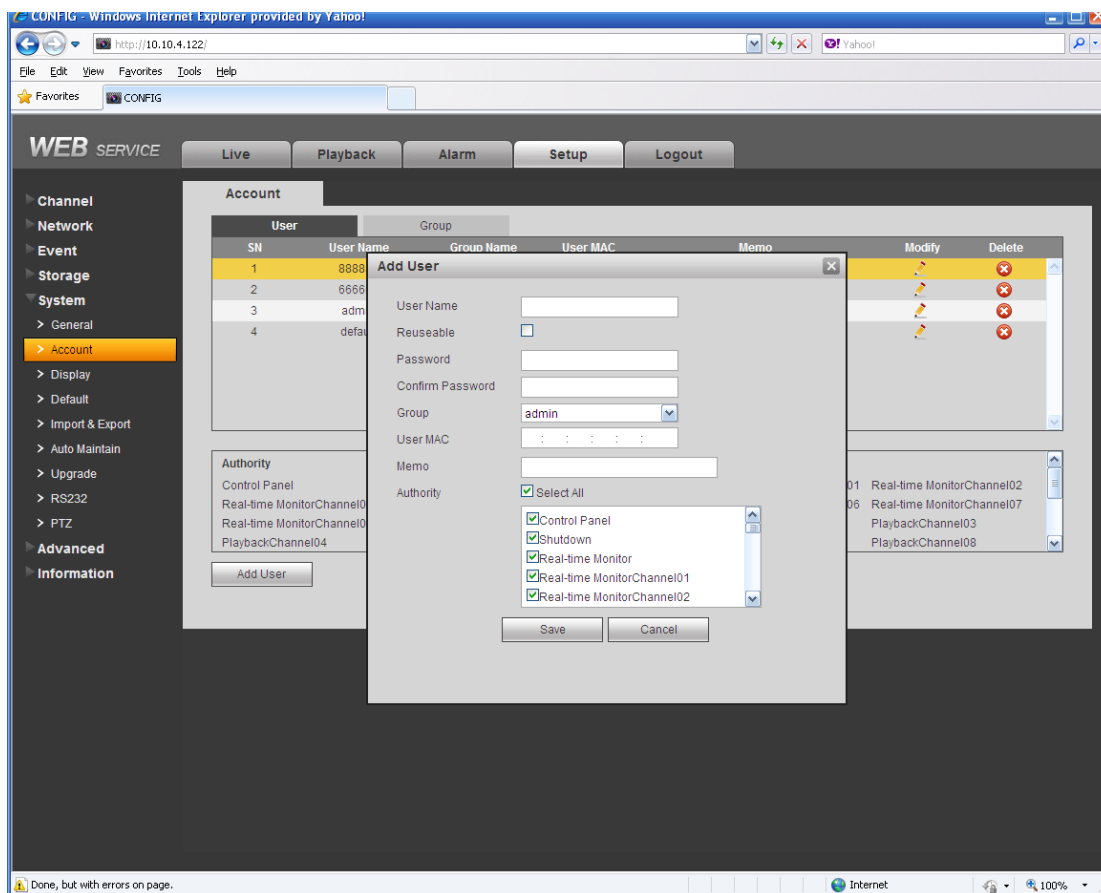 CONFIG - Windows Internet Explorer provided by Yahoo!
http://10.10.4.122/
Yahoo!
File Edit View Favorites Tools Help
Favorites CONFIG
WEB SERVICE
Live Playback Alarm Setup Logout
Channel
Network
Event
Storage
System
> General
> Account
> Display
> Default
> Import & Export
> Auto Maintain
> Upgrade
> RS232
> PTZ
Advanced
Information
Account
User Group
SN User Name Group Name User MAC Memo Modify Delete
1 8888
2 6666
3 adm
4 defau
Authority
Control Panel 01 Real-time MonitorChannel02
Real-time MonitorChannel0 06 Real-time MonitorChannel07
Real-time MonitorChannel0 PlaybackChannel03
PlaybackChannel04 PlaybackChannel08
Add User
Add User
User Name
Reuseable
Password
Confirm Password
Group admin
User MAC : : : : :
Memo
Authority Select All
Control Panel
Shutdown
Real-time Monitor
Real-time MonitorChannel01
Real-time MonitorChannel02
Save Cancel
Done, but with errors on page. Internet 100%